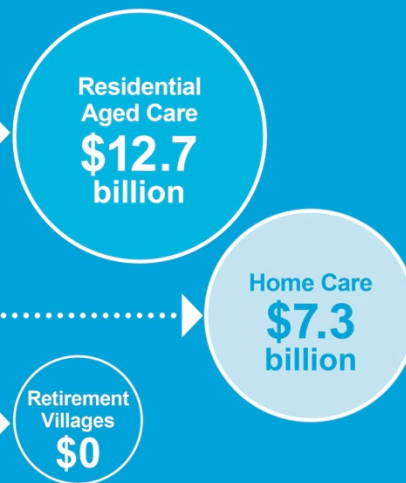 Residential
Aged Care
$12.7
billion
Home Care
$7.3
billion
Retirement
Villages
$0